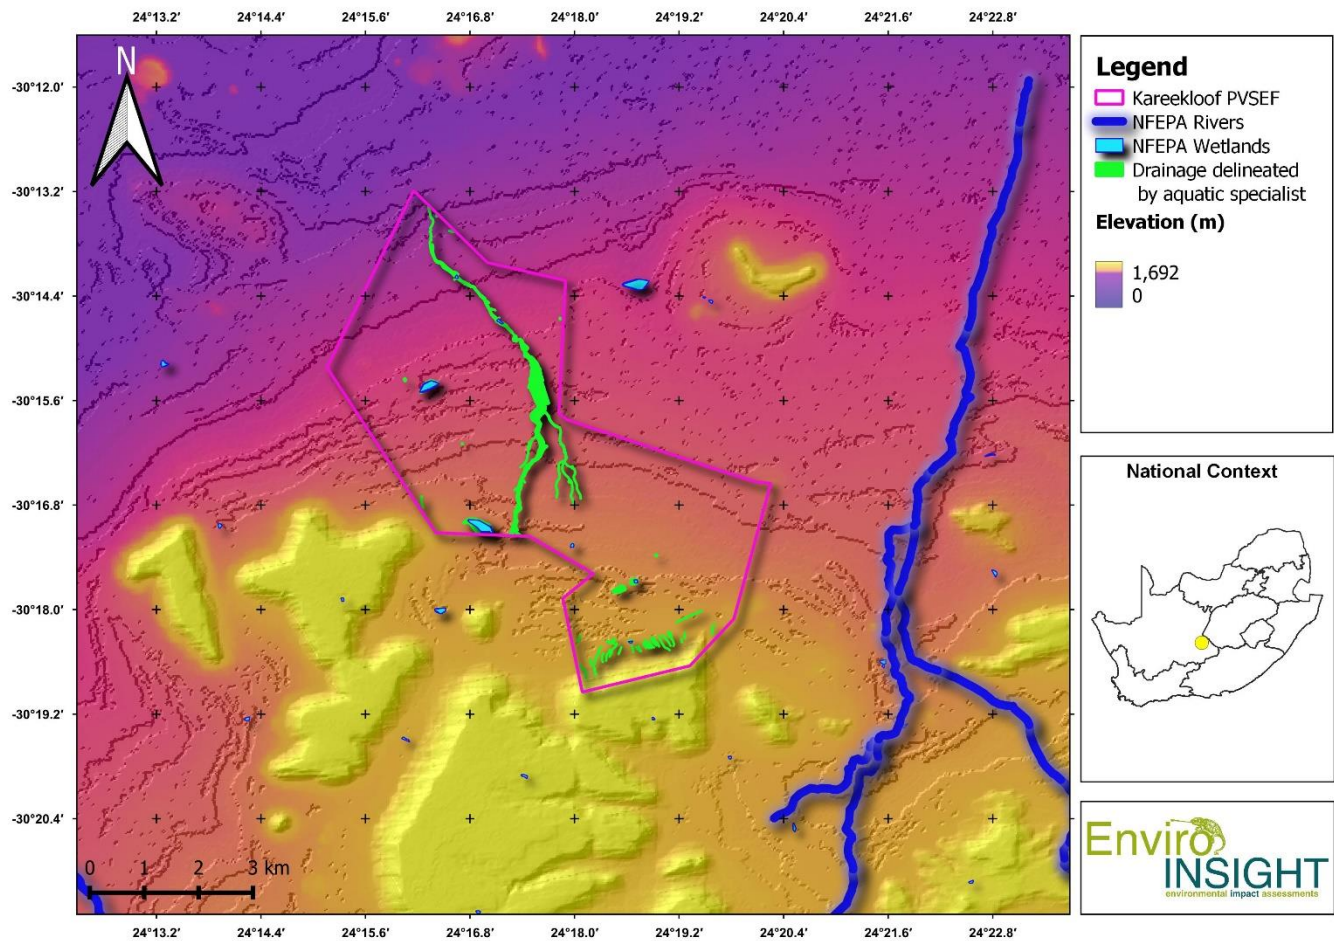 24°13.2′ 24°14.4′ 24°15.6′ 24°16.8′ 24°18.0′ 24°19.2′ 24°20.4′ 24°21.6′ 24°22.8′
N
-30°12.0′
-30°13.2′
-30°14.4′
-30°15.6′
-30°16.8′
-30°18.0′
-30°19.2′
-30°20.4′
0 1 2 3 km
24°13.2′ 24°14.4′ 24°15.6′ 24°16.8′ 24°18.0′ 24°19.2′ 24°20.4′ 24°21.6′ 24°22.8′
Legend
Kareekloof PVSEF
NFEPA Rivers
NFEPA Wetlands
Drainage delineated
by aquatic specialist
Elevation (m)
1,692
0
National Context
Enviro
INSIGHT
environmental impact assessments